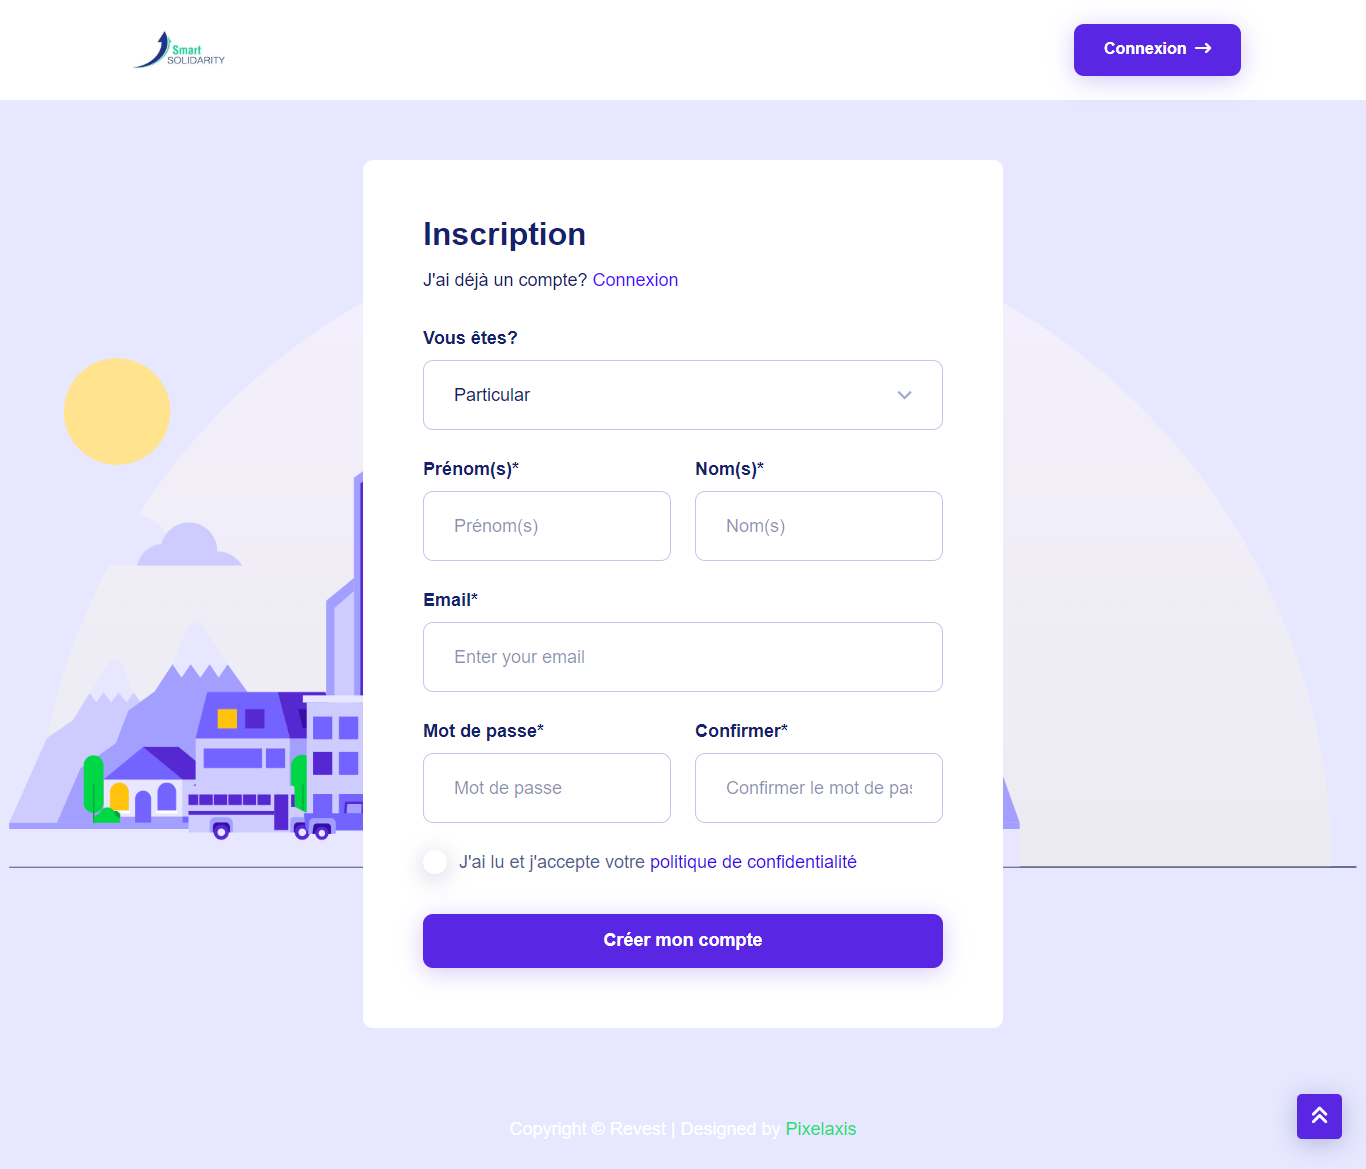 Smart
SOLIDARITY
Connexion
Inscription
J'ai déjà un compte? Connexion
Vous êtes?
Particular
Prénom(s)*
Nom(s)*
Prénom(s)
Nom(s)
Email*
Enter your email
Mot de passe*
Confirmer*
Mot de passe
Confirmer le mot de pas
J'ai lu et j'accepte votre politique de confidentialité
Créer mon compte
Copyright © Revest | Designed by Pixelaxis